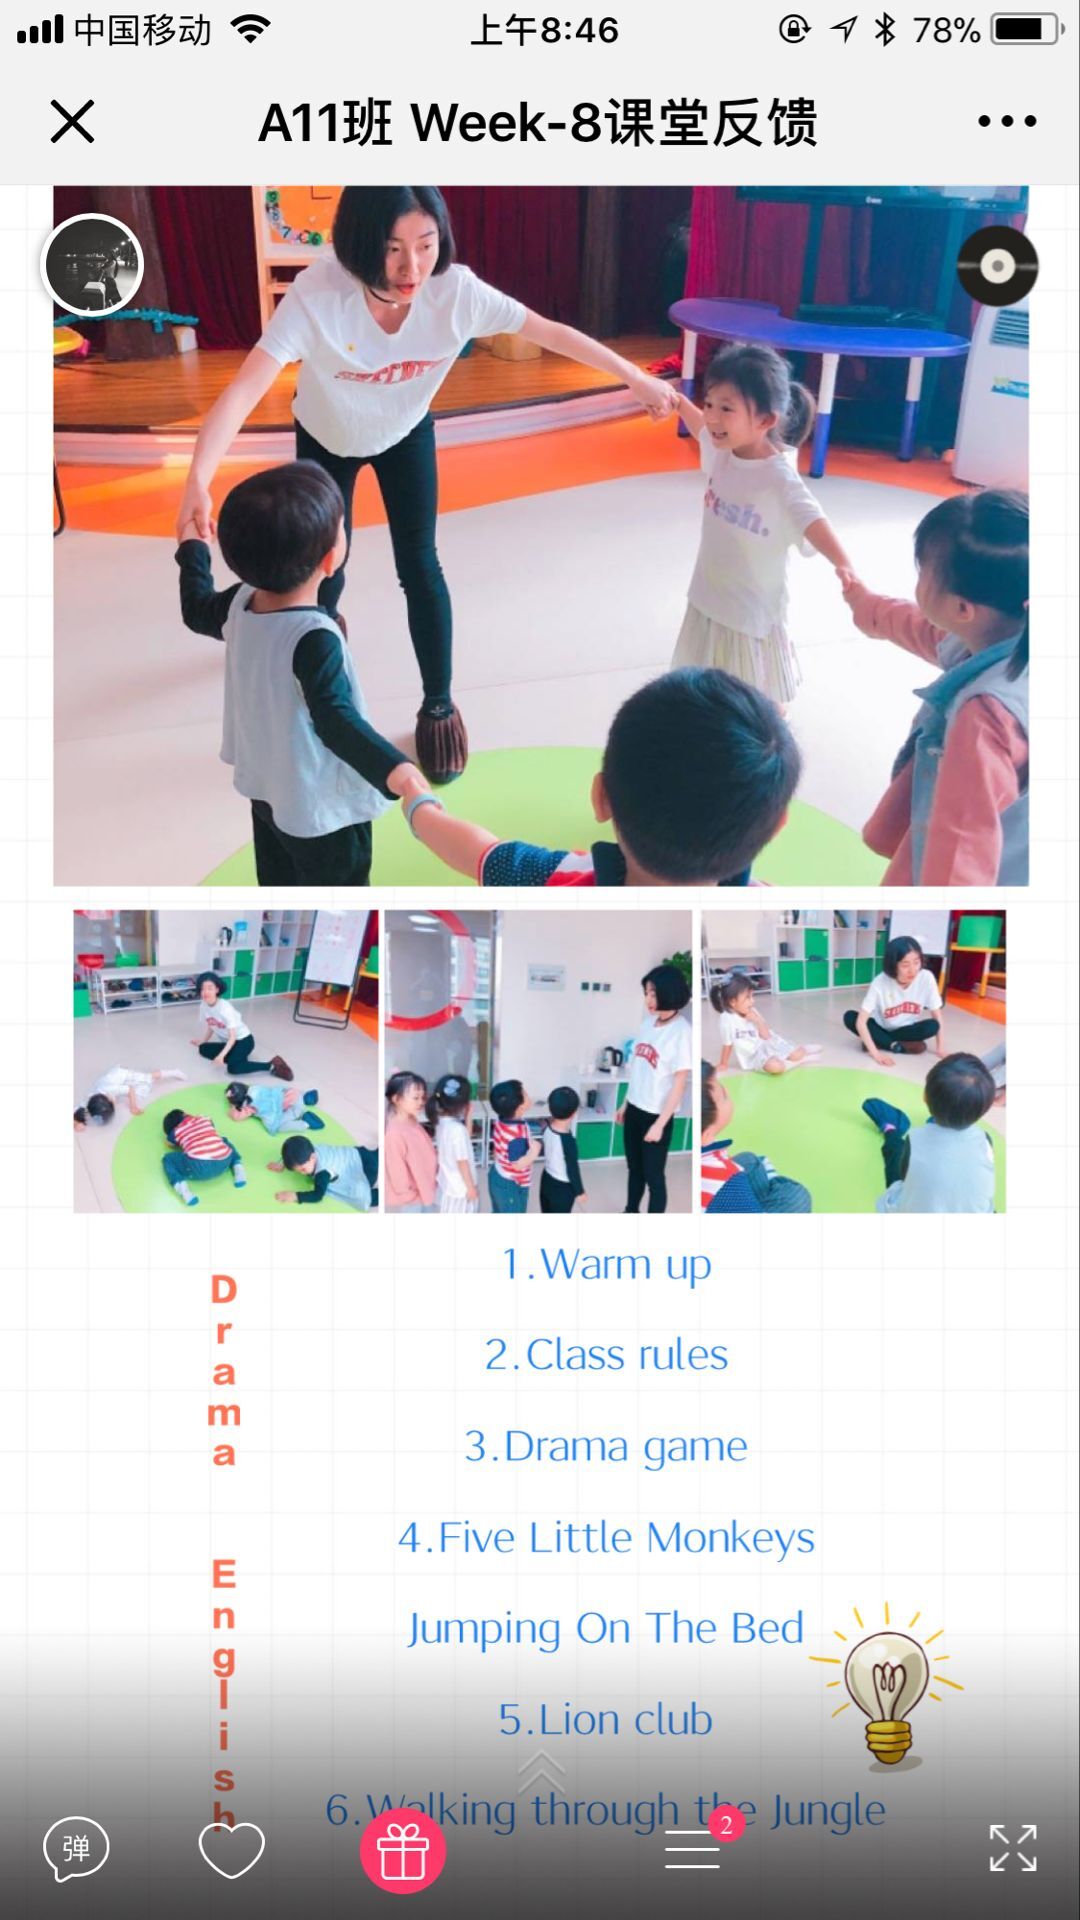 中国移动
上午8:46
78%
A11班 Week-8课堂反馈
SKECHERS
fresh.
1.Warm up
2.Class rules
3.Drama game
4.Five Little Monkeys
Jumping On The Bed
5.Lion club
6.Walking through the Jungle
Drama English
弹
2